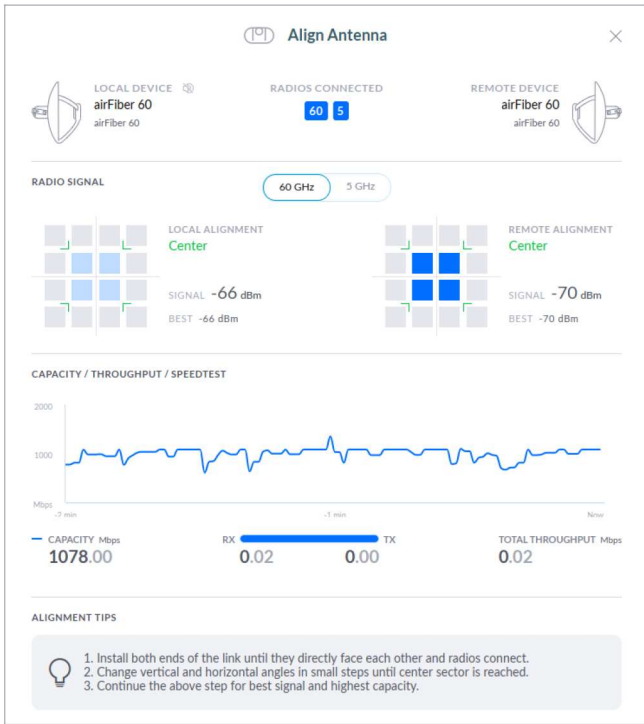 Align Antenna
LOCAL DEVICE
airFiber 60
airFiber 60
RADIOS CONNECTED
60 5
REMOTE DEVICE
airFiber 60
airFiber 60
RADIO SIGNAL
60 GHz
5 GHz
LOCAL ALIGNMENT
Center
SIGNAL -66 dBm
BEST -66 dBm
REMOTE ALIGNMENT
Center
SIGNAL -70 dBm
BEST -70 dBm
CAPACITY / THROUGHPUT / SPEEDTEST
2000
1000
Mbps
-7 min
-1 min
Now
CAPACITY Mbps
1078.00
RX TX
0.02 0.00
TOTAL THROUGHPUT Mbps
0.02
ALIGNMENT TIPS
1. Install both ends of the link until they directly face each other and radios connect.
2. Change vertical and horizontal angles in small steps until center sector is reached.
3. Continue the above step for best signal and highest capacity.